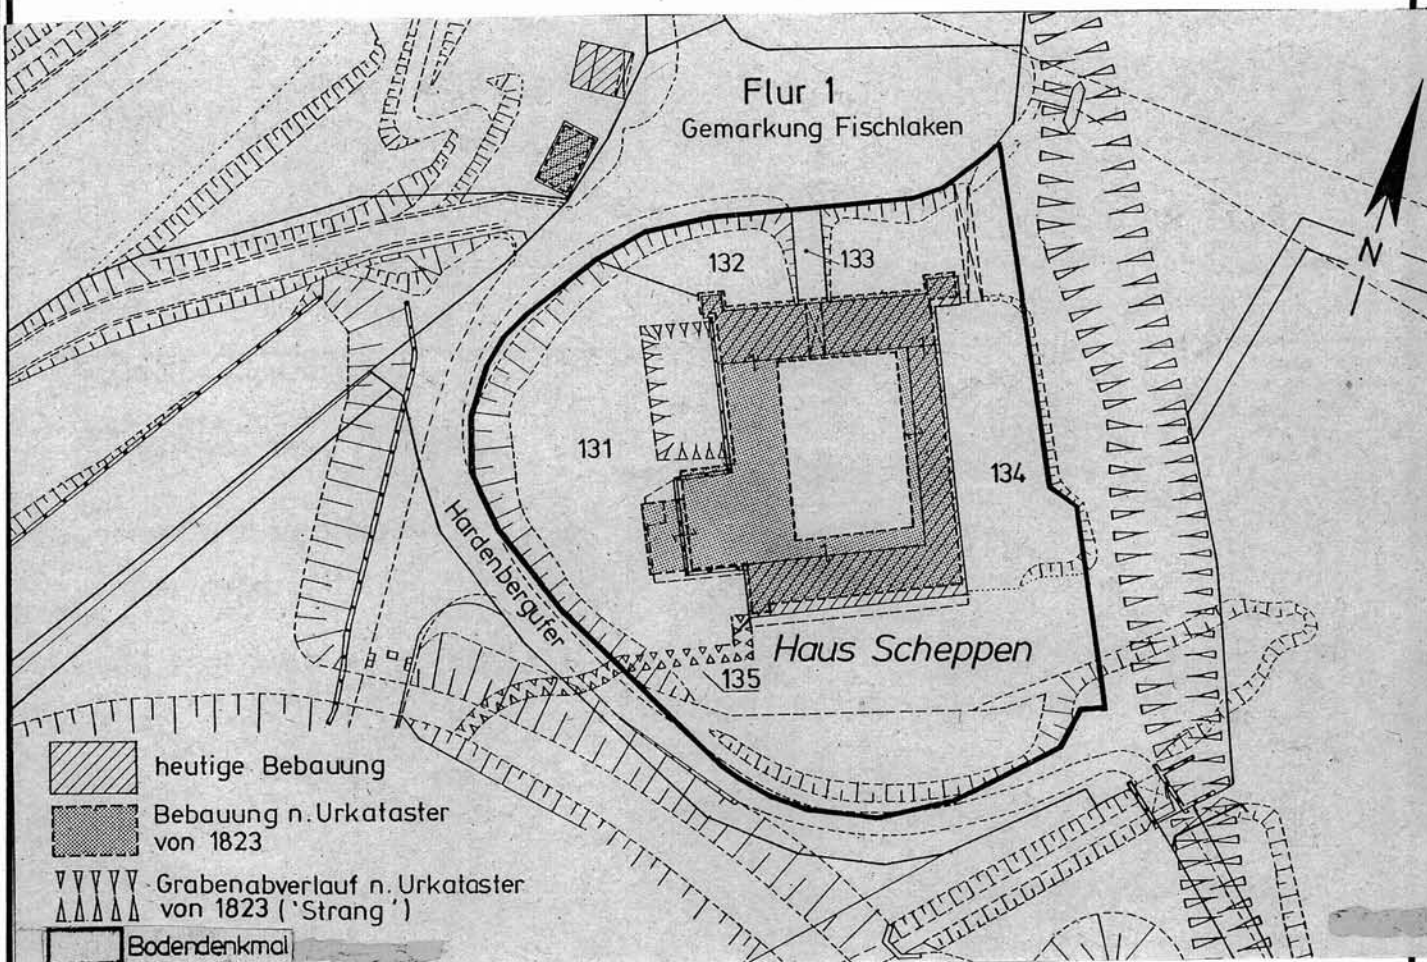 Flur 1
Gemarkung Fischlaken
N
132
133
131
134
Hardenbergufer
Haus Scheppen
135
heutige Bebauung
Bebauung n. Urkataster
von 1823
Grabenabverlauf n. Urkataster
von 1823 ('Strang')
Bodendenkmal